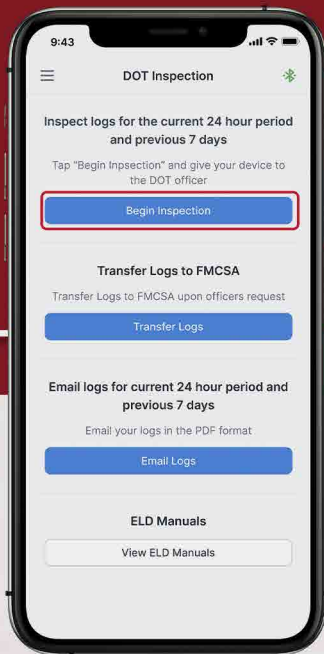 9:43
DOT Inspection
Inspect logs for the current 24 hour period
and previous 7 days
Tap "Begin Inpsection" and give your device to
the DOT officer
Begin Inspection
Transfer Logs to FMCSA
Transfer Logs to FMCSA upon officers request
Transfer Logs
Email logs for current 24 hour period and
previous 7 days
Email your logs in the PDF format
Email Logs
ELD Manuals
View ELD Manuals